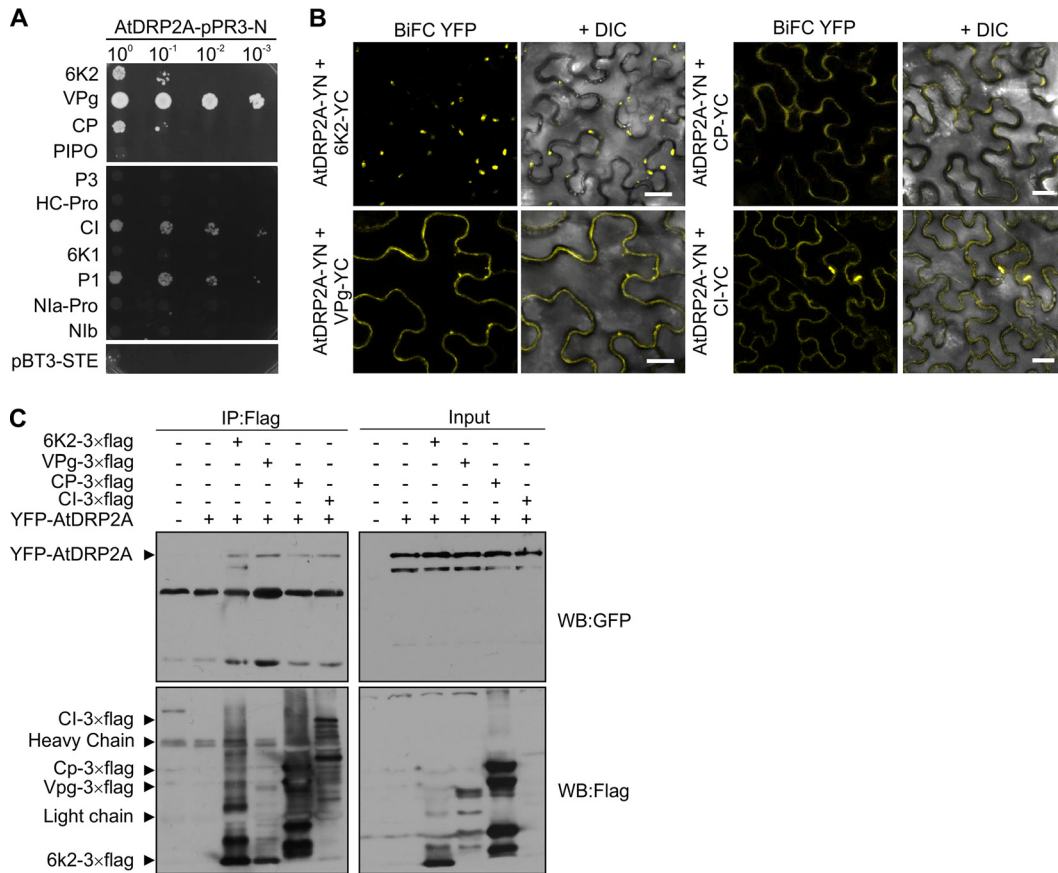 A
AtDRP2A-pPR3-N
10⁰ 10⁻¹ 10⁻² 10⁻³
6K2
VPg
CP
PIPO
P3
HC-Pro
CI
6K1
P1
NIa-Pro
NIb
pBT3-STE
B
BiFC YFP + DIC
AtDRP2A-YN +
6K2-YC
AtDRP2A-YN +
VPg-YC
BiFC YFP + DIC
AtDRP2A-YN +
CP-YC
AtDRP2A-YN +
CI-YC
C
IP:Flag Input
6K2-3×flag - - + - - - - - + - - -
VPg-3×flag - - - + - - - - - + - -
CP-3×flag - - - - + - - - - - + -
CI-3×flag - - - - - + - - - - - +
YFP-AtDRP2A - + + + + + - + + + + +
YFP-AtDRP2A
WB:GFP
CI-3×flag
Heavy Chain
Cp-3×flag
Vpg-3×flag
Light chain
6k2-3×flag
WB:Flag